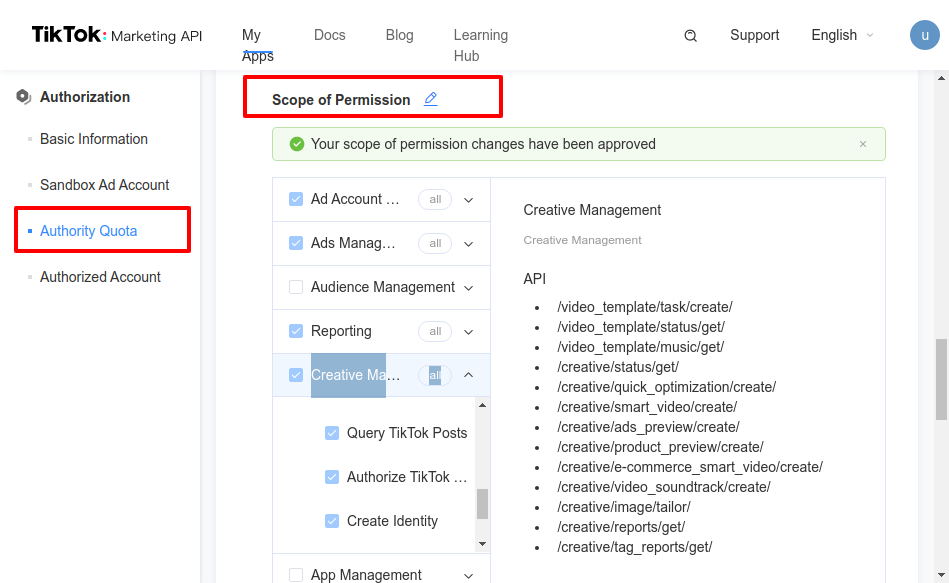 TikTok: Marketing API
My Apps
Docs
Blog
Learning Hub
Support
English
u
Authorization
Basic Information
Sandbox Ad Account
Authority Quota
Authorized Account
Scope of Permission
Your scope of permission changes have been approved
×
Ad Account ...
all
Ads Manag...
all
Audience Management
Reporting
all
Creative Ma...
all
Query TikTok Posts
Authorize TikTok ...
Create Identity
App Management
Creative Management
Creative Management
API
• /video_template/task/create/
• /video_template/status/get/
• /video_template/music/get/
• /creative/status/get/
• /creative/quick_optimization/create/
• /creative/smart_video/create/
• /creative/ads_preview/create/
• /creative/product_preview/create/
• /creative/e-commerce_smart_video/create/
• /creative/video_soundtrack/create/
• /creative/image/tailor/
• /creative/reports/get/
• /creative/tag_reports/get/